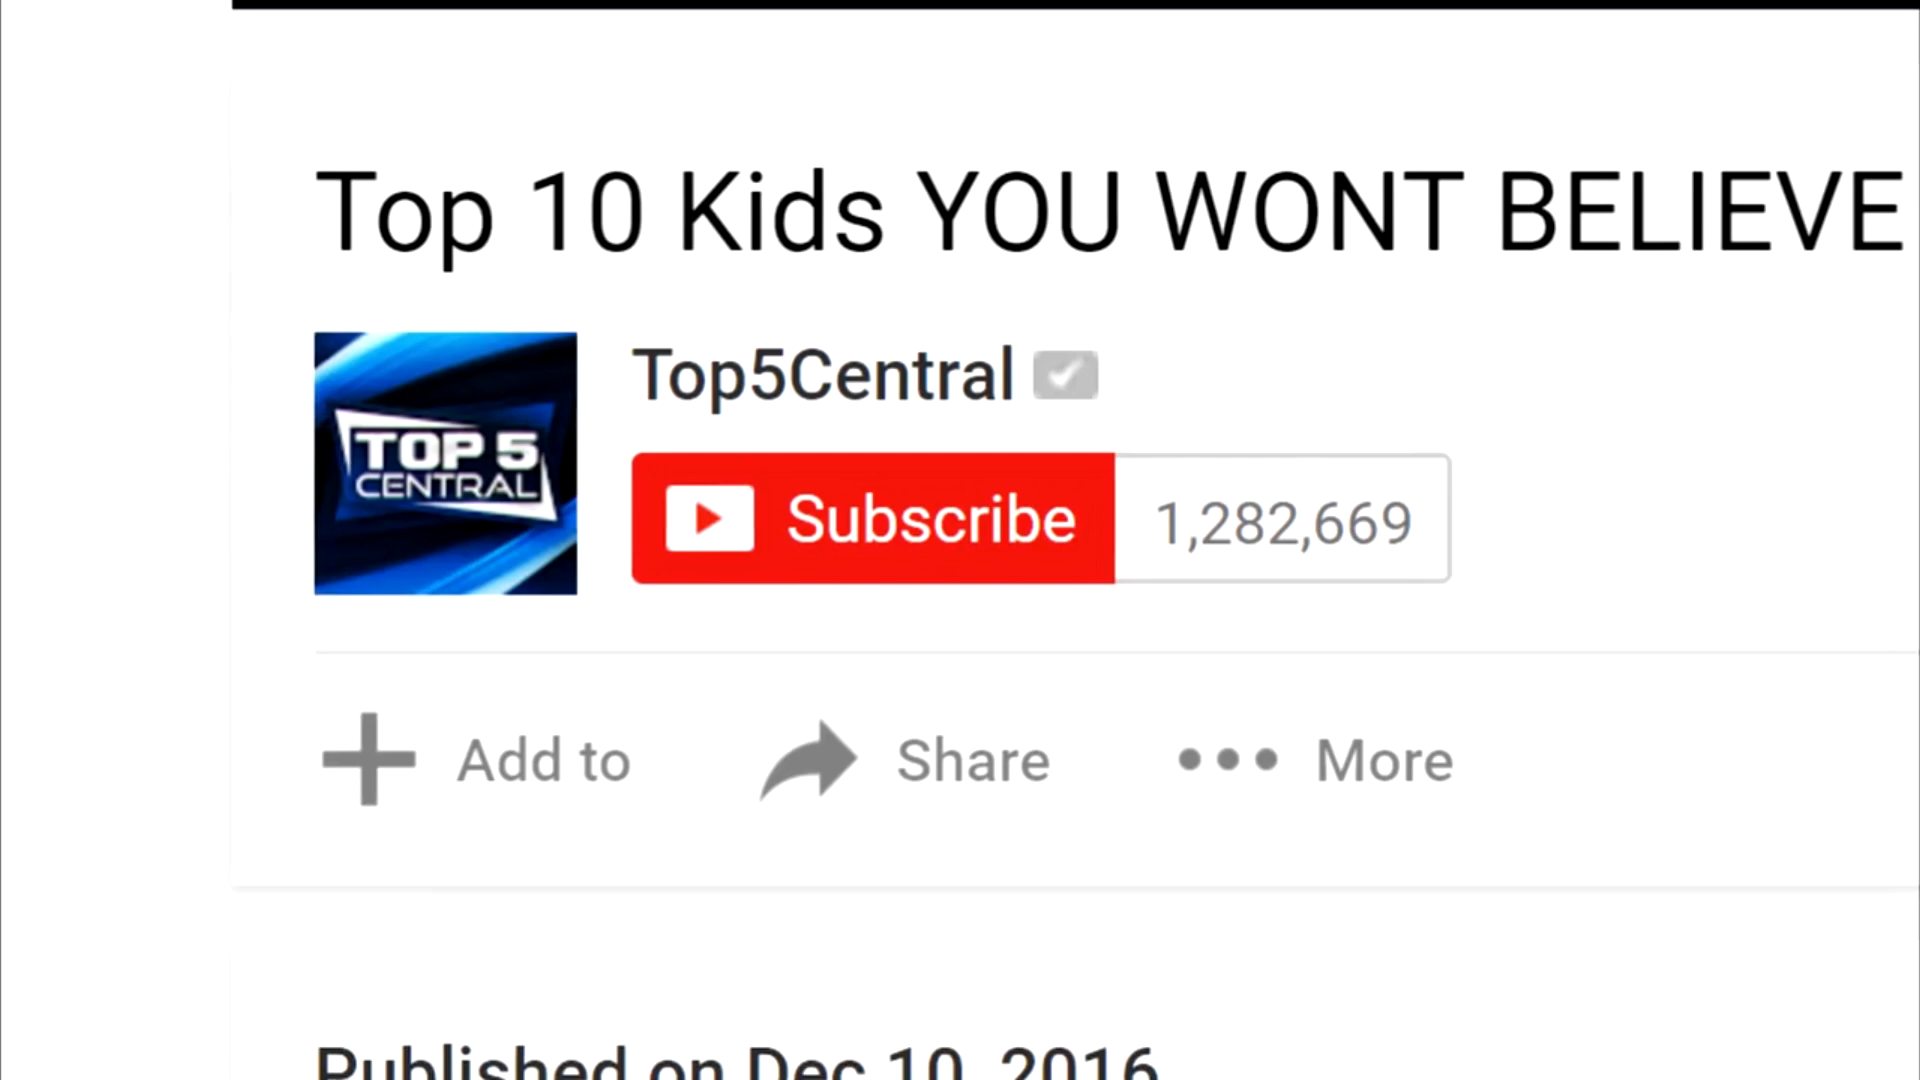 Top 10 Kids YOU WONT BELIEVE
TOP 5
CENTRAL
Top5Central
Subscribe 1,282,669
Add to Share More
Published on Dec 10, 2016